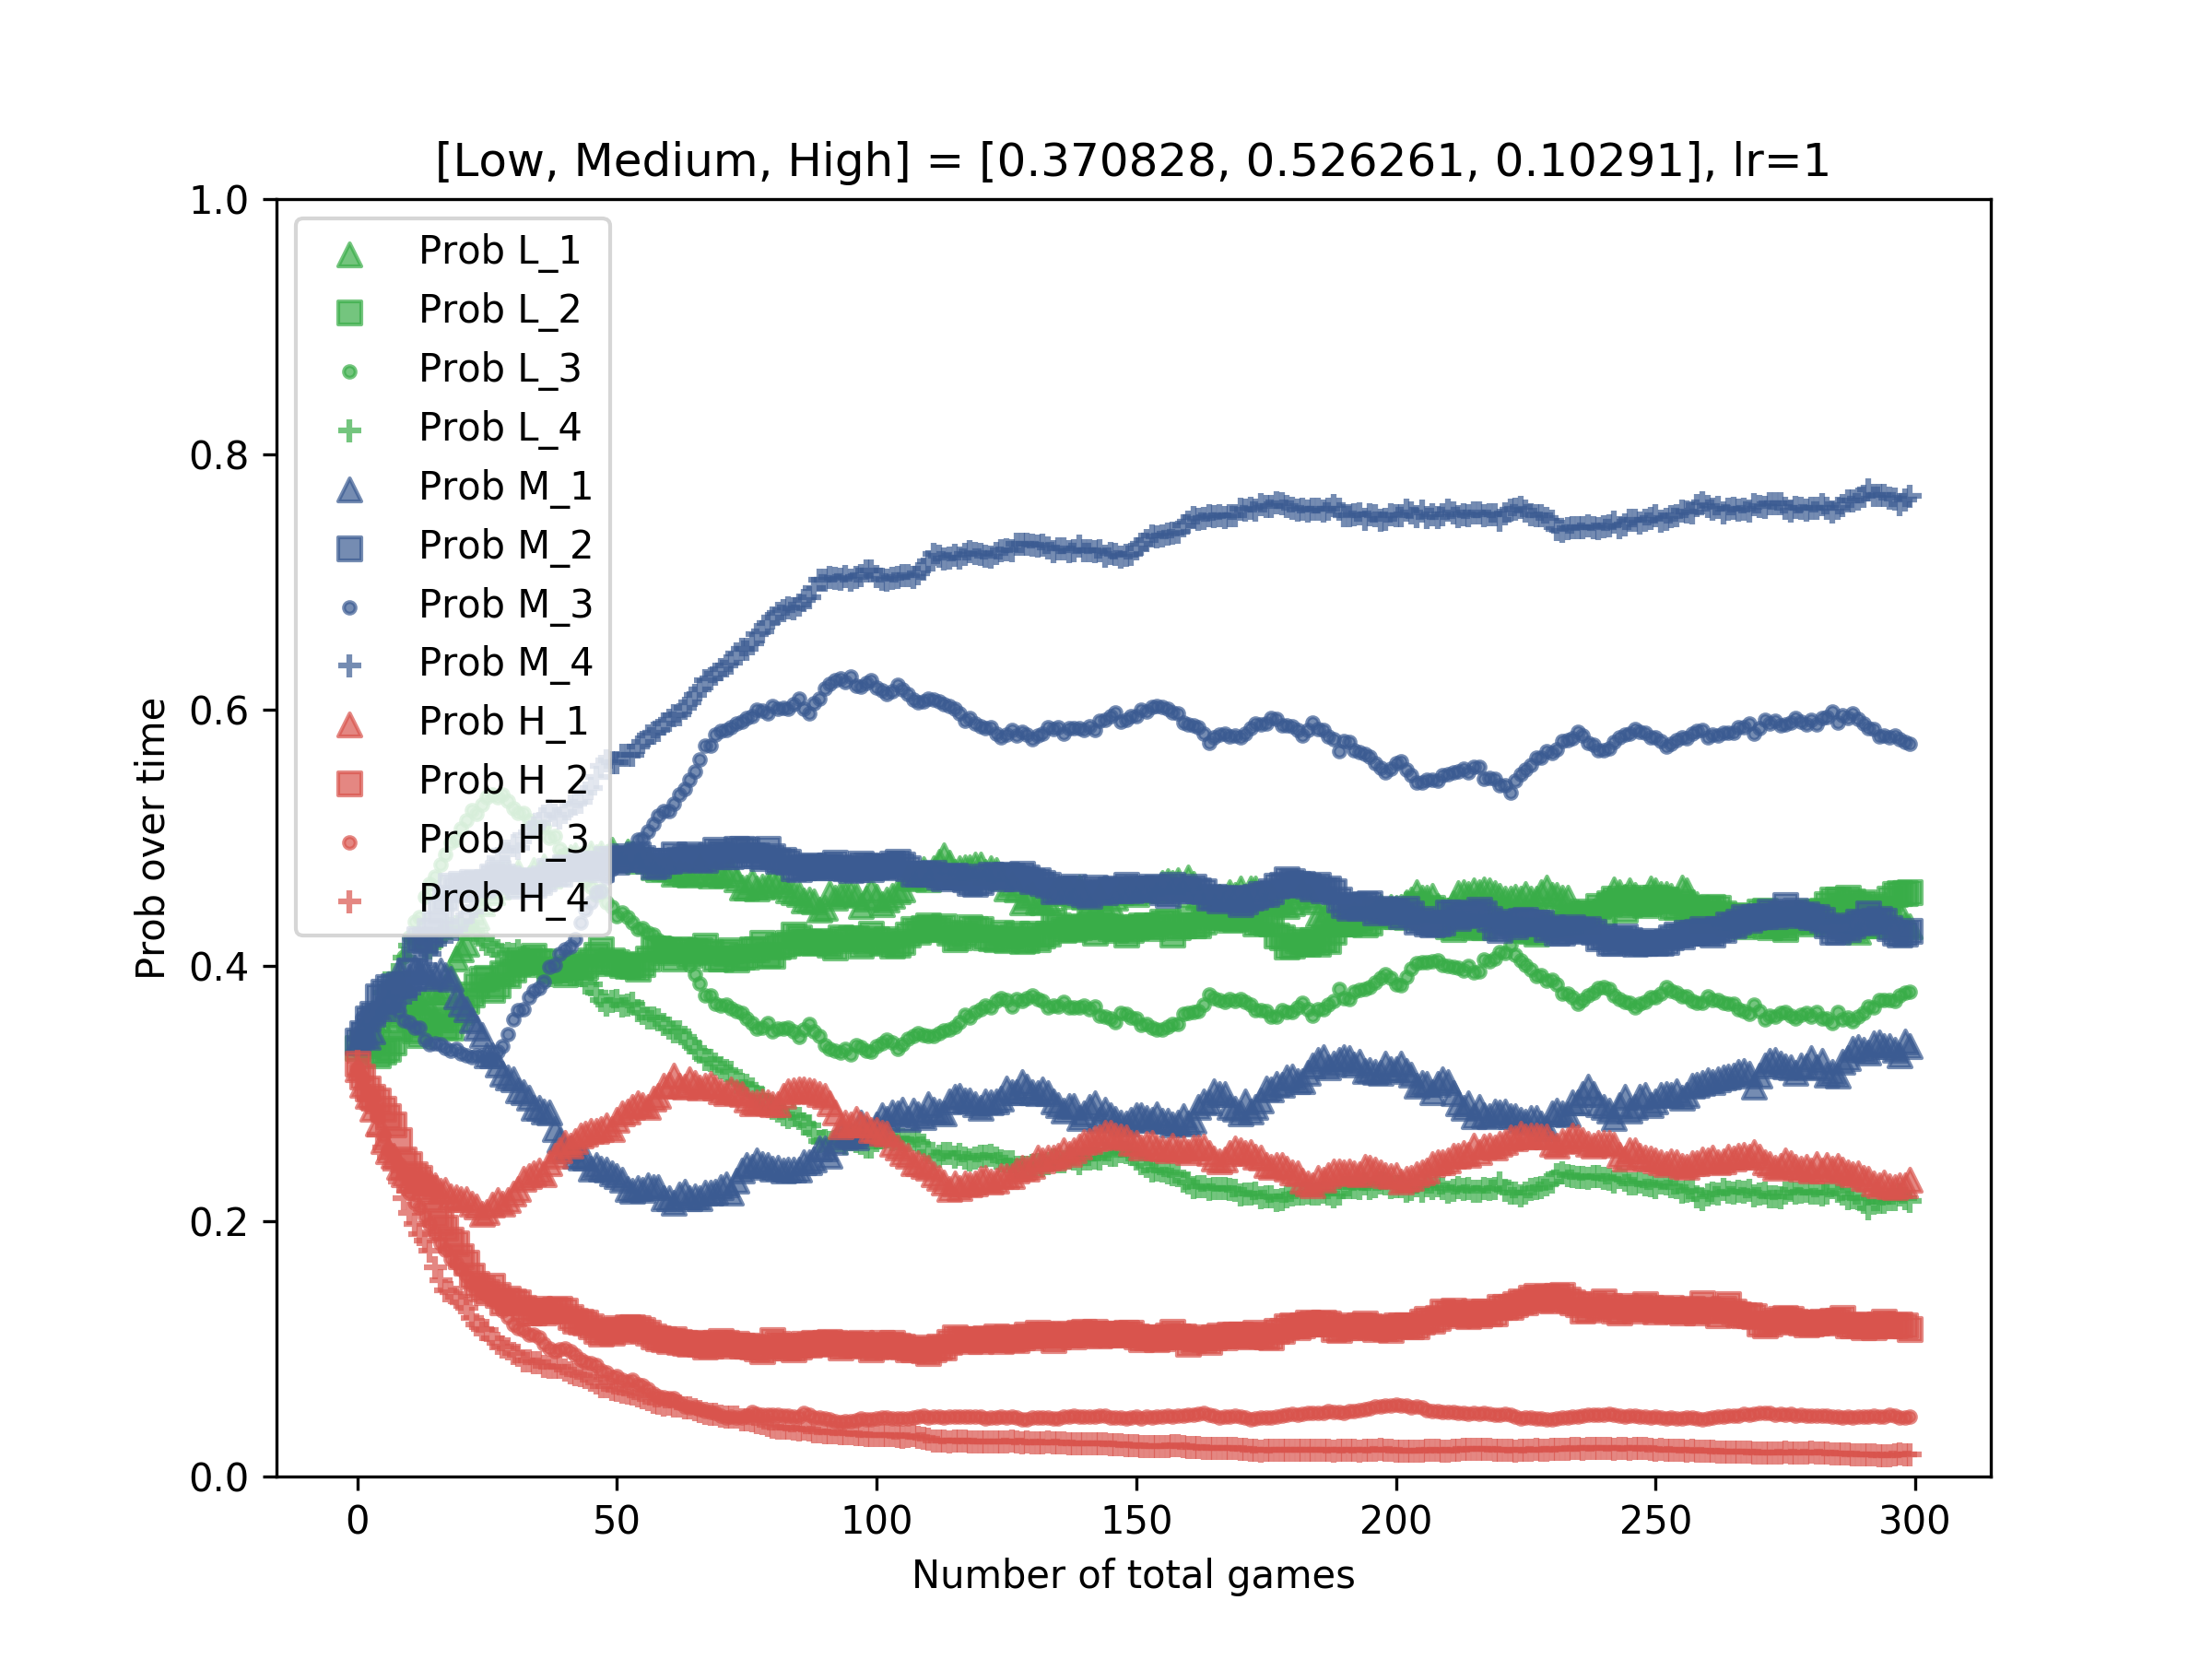 [Low, Medium, High] = [0.370828, 0.526261, 0.10291], lr=1
1.0
0.8
0.6
0.4
0.2
0.0
Prob over time
Prob L_1
Prob L_2
Prob L_3
Prob L_4
Prob M_1
Prob M_2
Prob M_3
Prob M_4
Prob H_1
Prob H_2
Prob H_3
Prob H_4
0 50 100 150 200 250 300
Number of total games